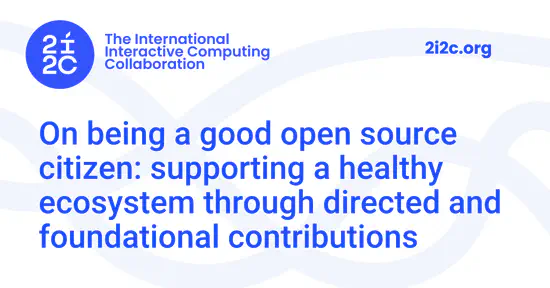 2i
2C
The International
Interactive Computing
Collaboration
2i2c.org
On being a good open source
citizen: supporting a healthy
ecosystem through directed and
foundational contributions